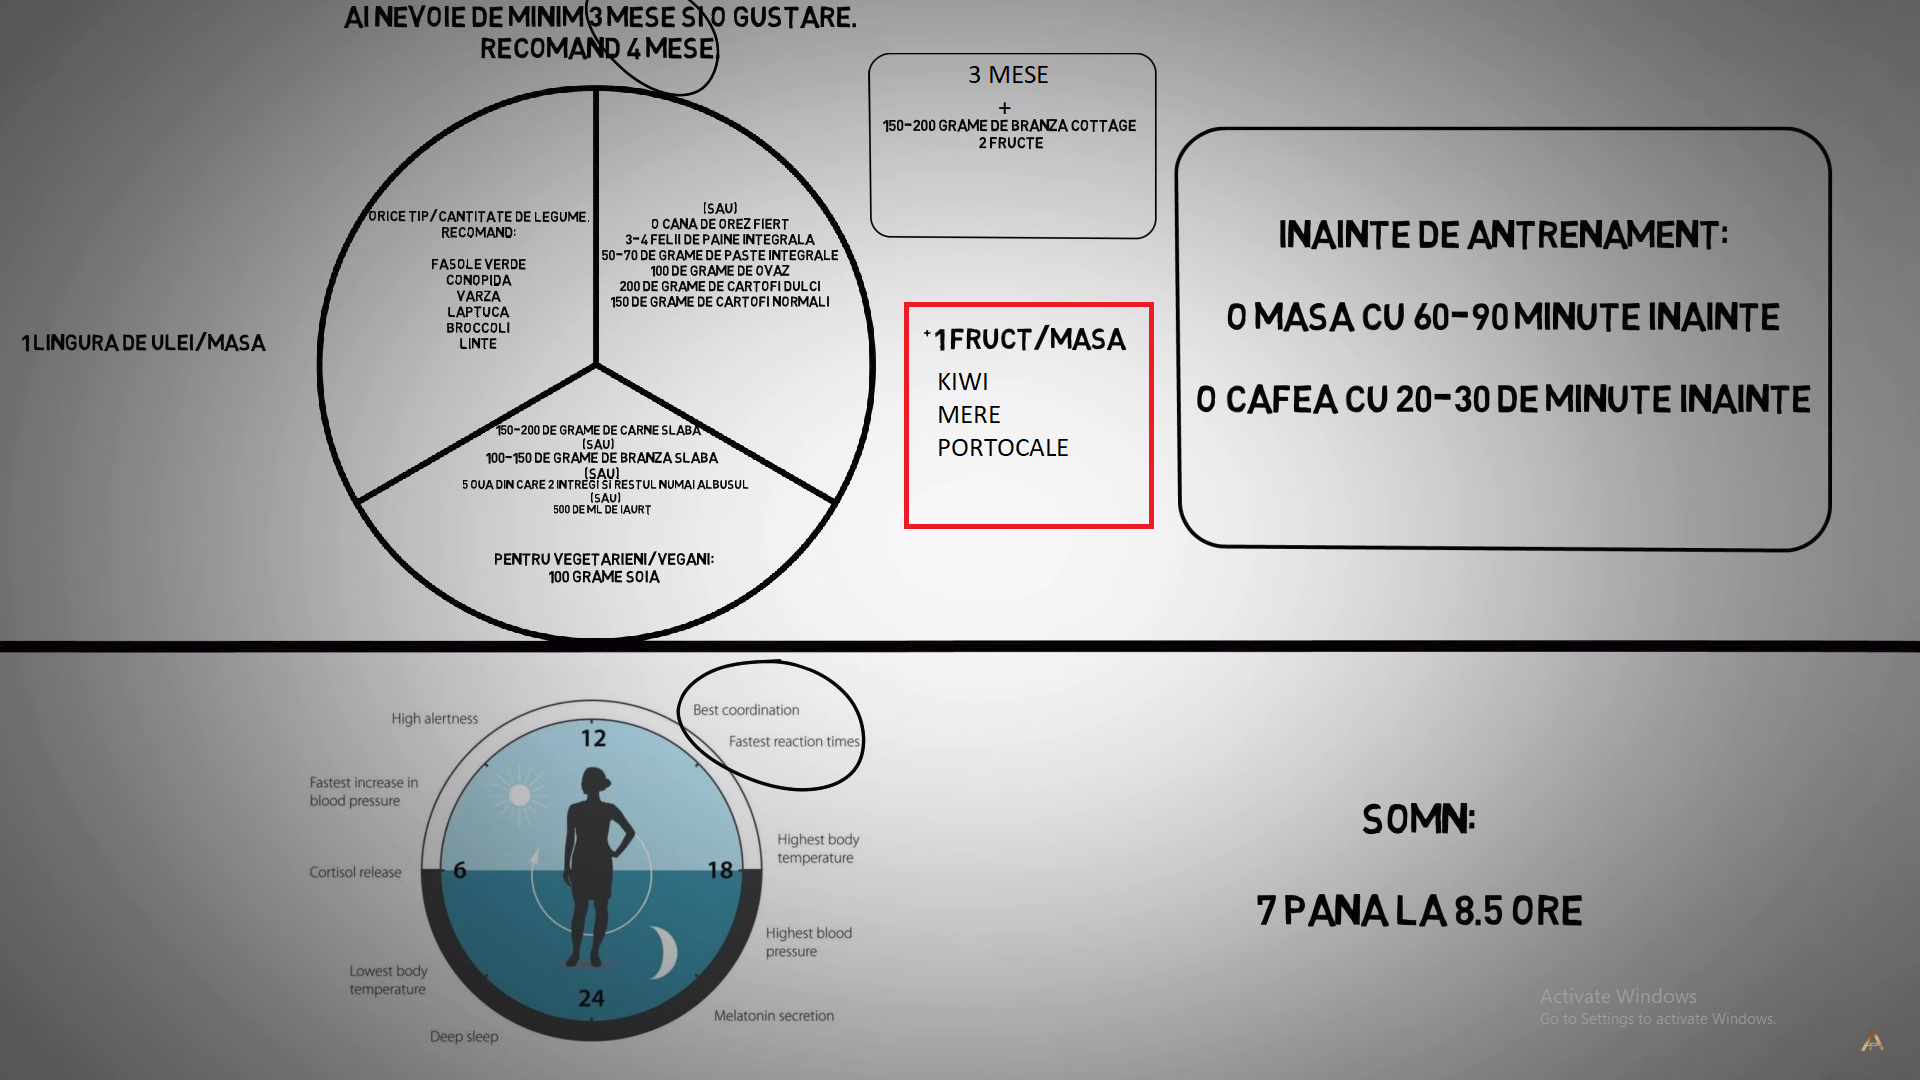 AI NEVOIE DE MINIM 3 MESE SI O GUSTARE.
RECOMAND 4 MESE.
1 LINGURA DE ULEI/MASA
ORICE TIP/CANTITATE DE LEGUME.
RECOMAND:
FASOLE VERDE
CONOPIDA
VARZA
LAPTUCA
BROCCOLI
LINTE
(SAU)
O CANA DE OREZ FIERT
3-4 FELII DE PAINE INTEGRALA
50-70 DE GRAME DE PASTE INTEGRALE
100 DE GRAME DE OVAZ
200 DE GRAME DE CARTOFI DULCI
150 DE GRAME DE CARTOFI NORMALI
150-200 DE GRAME DE CARNE SLABA
(SAU)
100-150 DE GRAME DE BRANZA SLABA
(SAU)
5 OUA DIN CARE 2 INTREGI SI RESTUL NUMAI ALBUSUL
(SAU)
500 DE ML DE IAURT
PENTRU VEGETARIENI/VEGANI:
100 GRAME SOIA
3 MESE
+
150-200 GRAME DE BRANZA COTTAGE
2 FRUCTE
+1 FRUCT/MASA
KIWI
MERE
PORTOCALE
INAINTE DE ANTRENAMENT:
O MASA CU 60-90 MINUTE INAINTE
O CAFEA CU 20-30 DE MINUTE INAINTE
High alertness
Best coordination
Fastest reaction times
12
Fastest increase in
blood pressure
Highest body
temperature
Cortisol release
6
18
Highest blood
pressure
Lowest body
temperature
24
Melatonin secretion
Deep sleep
SOMN:
7 PANA LA 8.5 ORE
Activate Windows
Go to Settings to activate Windows.